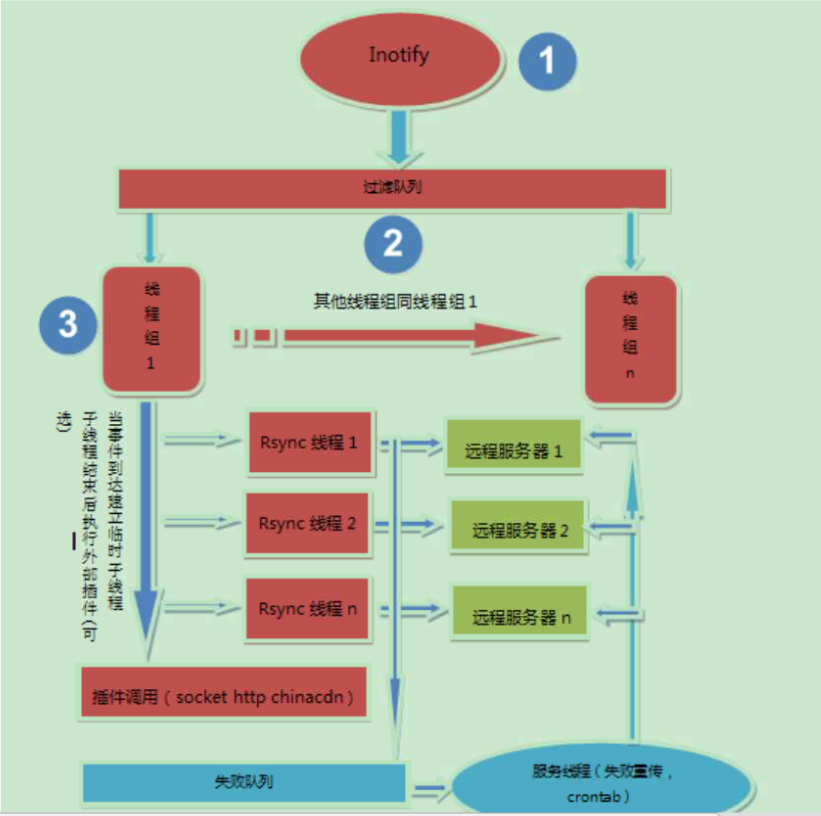 Inotify
1
过滤队列
2
线
程
组
1
3
其他线程组同线程组1
线
程
组
n
当事件到达建立临时子线程
子线程结束后执行外部插件(可
选)
Rsync 线程1
远程服务器1
Rsync 线程2
远程服务器2
Rsync 线程n
远程服务器n
插件调用(socket http chinacdn)
失败队列
服务线程(失败重传,
crontab)